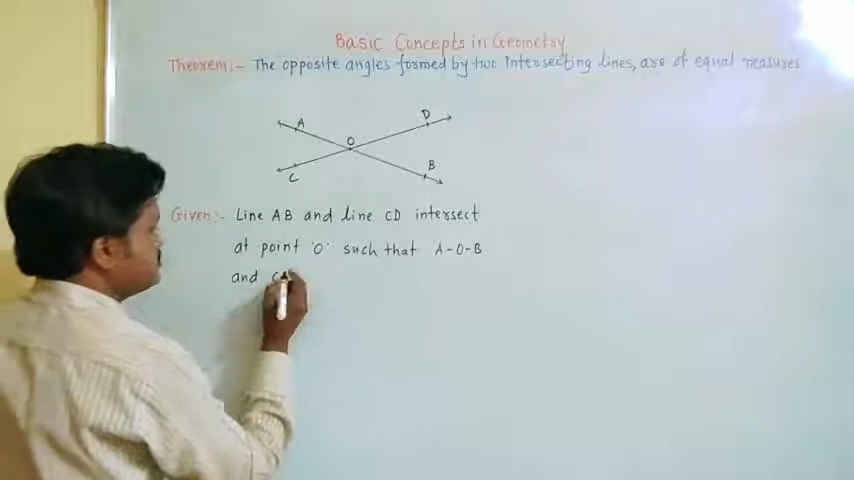 Basic Concepts in Geometry
Theorem:- The opposite angles formed by two intersecting lines, are of equal measures
A
D
O
B
C
Given:- Line AB and line CD intersect
at point 'O' such that A-O-B
and C